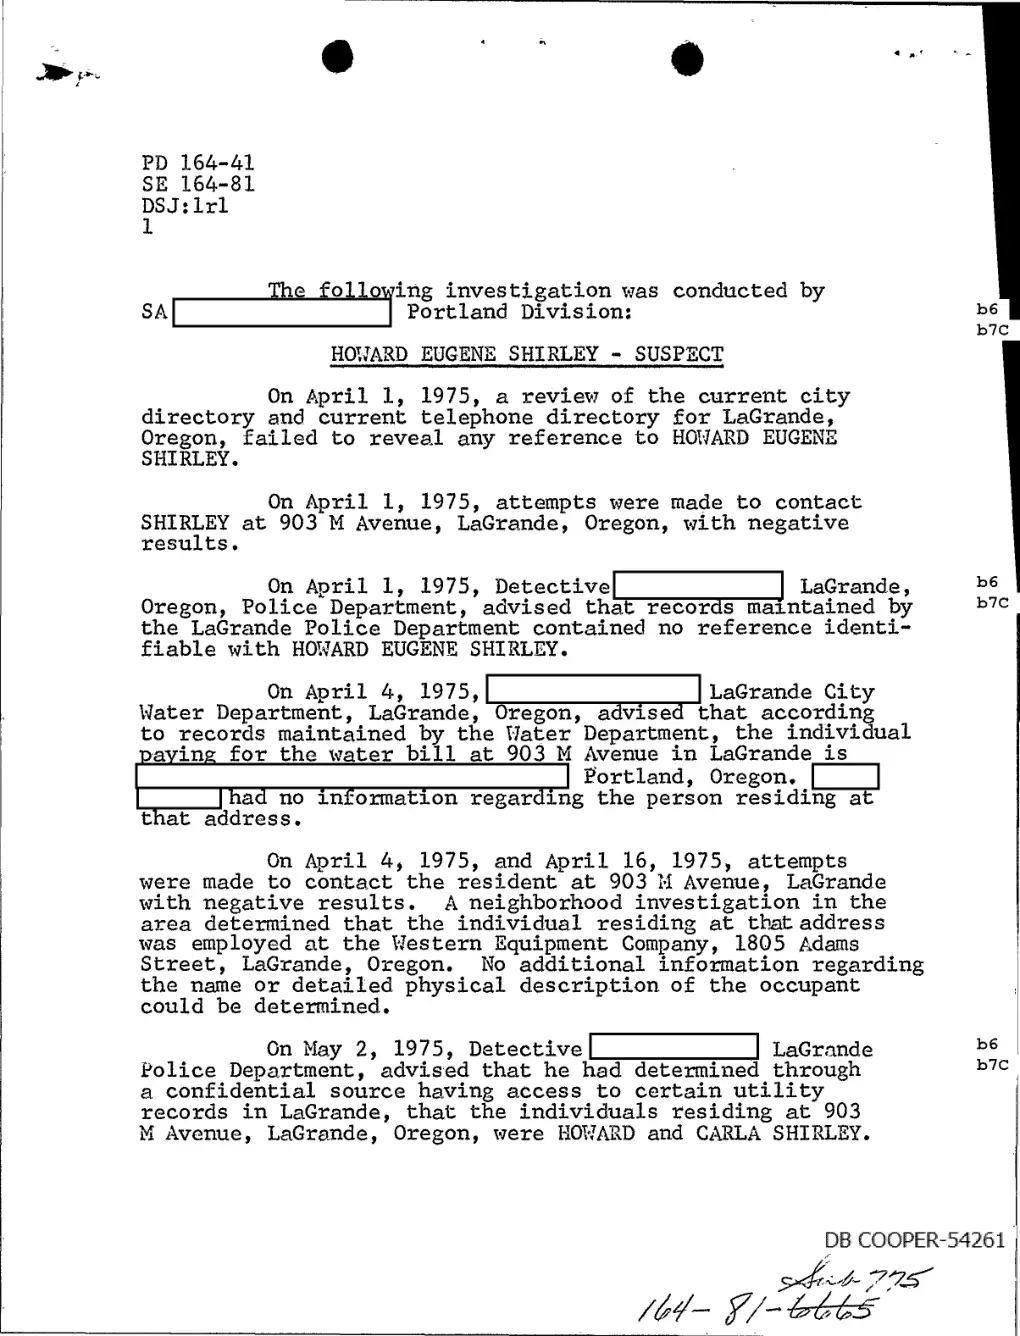 PD 164-41
SE 164-81
DSJ:lrl
1
The following investigation was conducted by
SA Portland Division:
b6
b7C
HOWARD EUGENE SHIRLEY - SUSPECT
On April 1, 1975, a review of the current city
directory and current telephone directory for LaGrande,
Oregon, failed to reveal any reference to HOWARD EUGENE
SHIRLEY.
On April 1, 1975, attempts were made to contact
SHIRLEY at 903 M Avenue, LaGrande, Oregon, with negative
results.
On April 1, 1975, Detective LaGrande,
b6
Oregon, Police Department, advised that records maintained by
b7C
the LaGrande Police Department contained no reference identi-
fiable with HOWARD EUGENE SHIRLEY.
On April 4, 1975, LaGrande City
Water Department, LaGrande, Oregon, advised that according
to records maintained by the Water Department, the individual
paying for the water bill at 903 M Avenue in LaGrande is
Portland, Oregon.
had no information regarding the person residing at
that address.
On April 4, 1975, and April 16, 1975, attempts
were made to contact the resident at 903 M Avenue, LaGrande
with negative results. A neighborhood investigation in the
area determined that the individual residing at that address
was employed at the Western Equipment Company, 1805 Adams
Street, LaGrande, Oregon. No additional information regarding
the name or detailed physical description of the occupant
could be determined.
On May 2, 1975, Detective LaGrande
b6
Police Department, advised that he had determined through
b7C
a confidential source having access to certain utility
records in LaGrande, that the individuals residing at 903
M Avenue, LaGrande, Oregon, were HOWARD and CARLA SHIRLEY.
DB COOPER-54261
Sub 775
164-81-6665